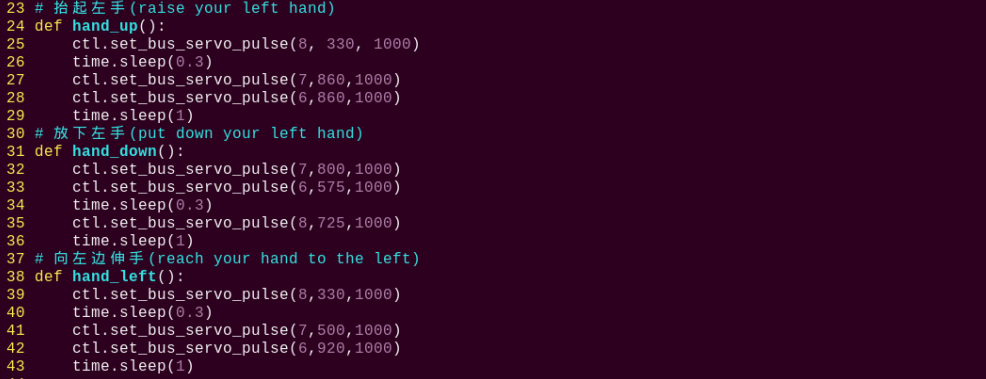 23 # 抬起左手(raise your left hand)
24 def hand_up():
25     ctl.set_bus_servo_pulse(8, 330, 1000)
26     time.sleep(0.3)
27     ctl.set_bus_servo_pulse(7,860,1000)
28     ctl.set_bus_servo_pulse(6,860,1000)
29     time.sleep(1)
30 # 放下左手(put down your left hand)
31 def hand_down():
32     ctl.set_bus_servo_pulse(7,800,1000)
33     ctl.set_bus_servo_pulse(6,575,1000)
34     time.sleep(0.3)
35     ctl.set_bus_servo_pulse(8,725,1000)
36     time.sleep(1)
37 # 向左边伸手(reach your hand to the left)
38 def hand_left():
39     ctl.set_bus_servo_pulse(8,330,1000)
40     time.sleep(0.3)
41     ctl.set_bus_servo_pulse(7,500,1000)
42     ctl.set_bus_servo_pulse(6,920,1000)
43     time.sleep(1)